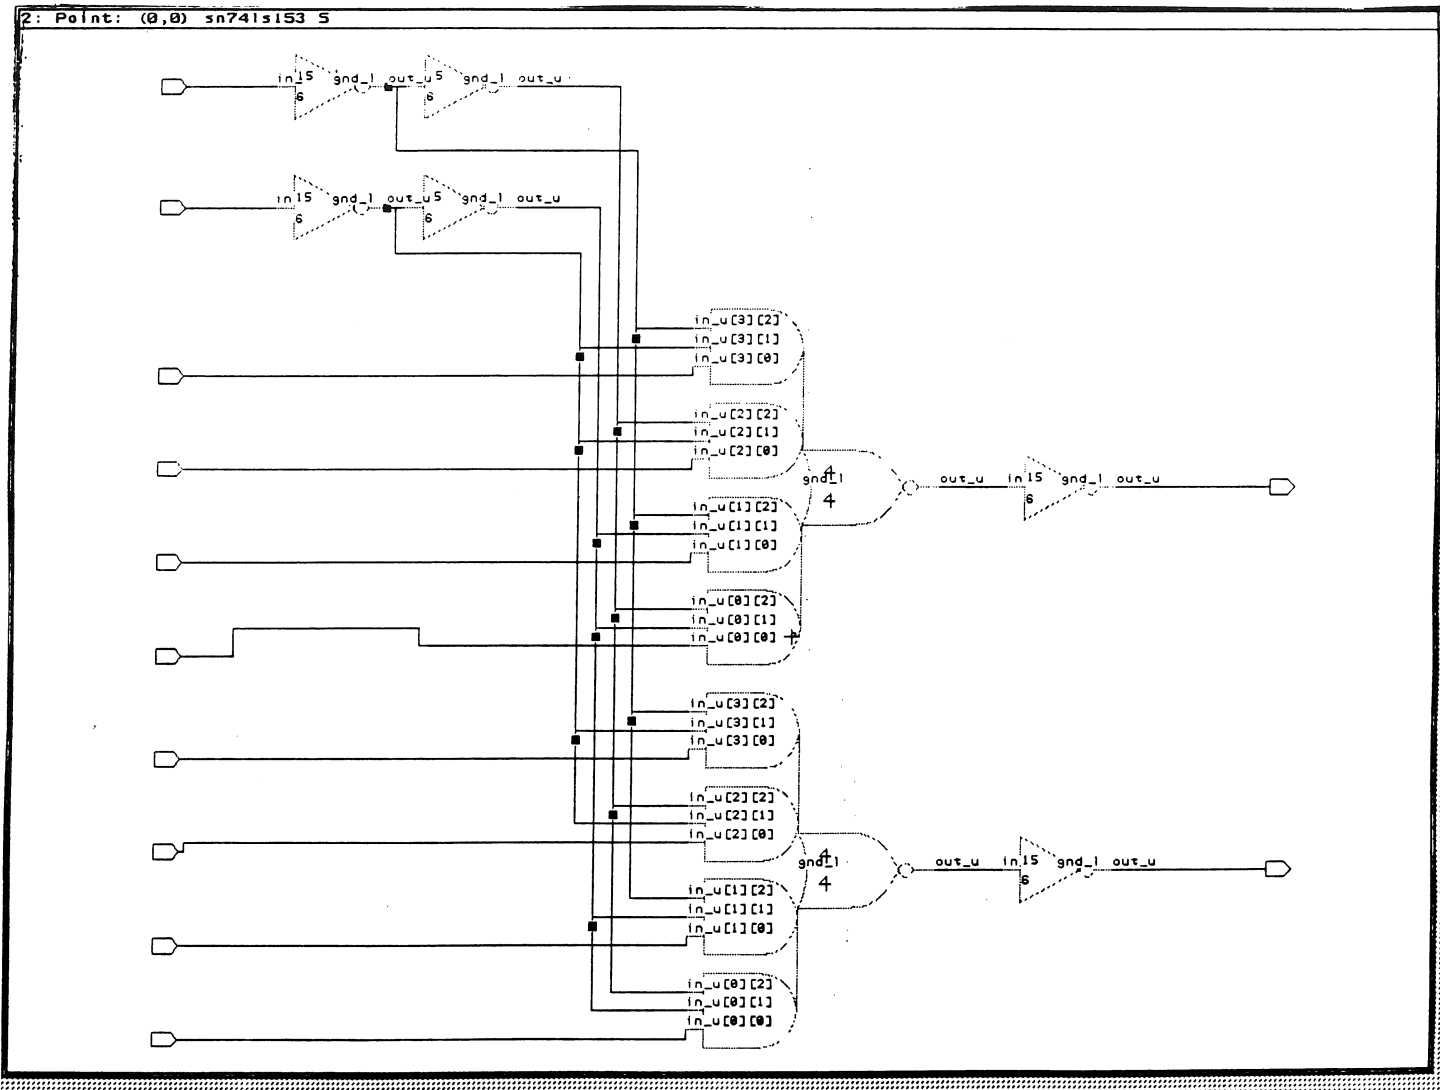 2: Point: (0,0) sn74ls153 S
in 15 gnd_l out_u 5 gnd_l out_u
6 6
in 15 gnd_l out_u 5 gnd_l out_u
6 6
in_u[3][2]
in_u[3][1]
in_u[3][0]
in_u[2][2]
in_u[2][1]
in_u[2][0]
4
gnd_l out_u in 15 gnd_l out_u
4 6
in_u[1][2]
in_u[1][1]
in_u[1][0]
in_u[0][2]
in_u[0][1]
in_u[0][0]
in_u[3][2]
in_u[3][1]
in_u[3][0]
in_u[2][2]
in_u[2][1]
in_u[2][0]
4
gnd_l out_u in 15 gnd_l out_u
4 6
in_u[1][2]
in_u[1][1]
in_u[1][0]
in_u[0][2]
in_u[0][1]
in_u[0][0]